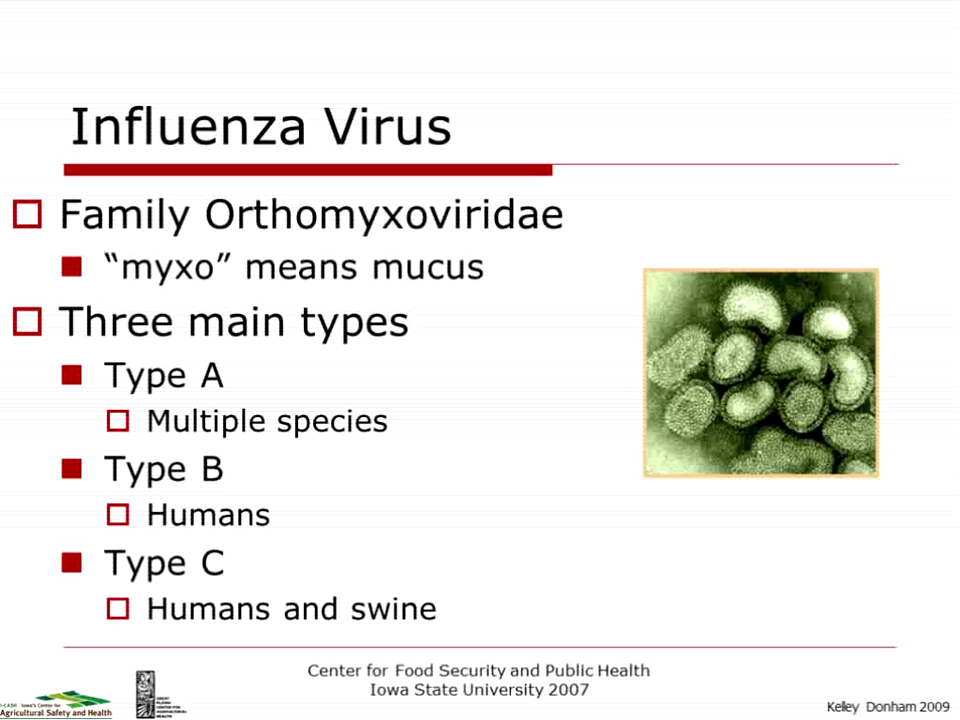 Influenza Virus
Family Orthomyxoviridae
“myxo” means mucus
Three main types
Type A
Multiple species
Type B
Humans
Type C
Humans and swine
Center for Food Security and Public Health
Iowa State University 2007
I-CASH Iowa's Center for
Agricultural Safety and Health
Kelley Donham 2009